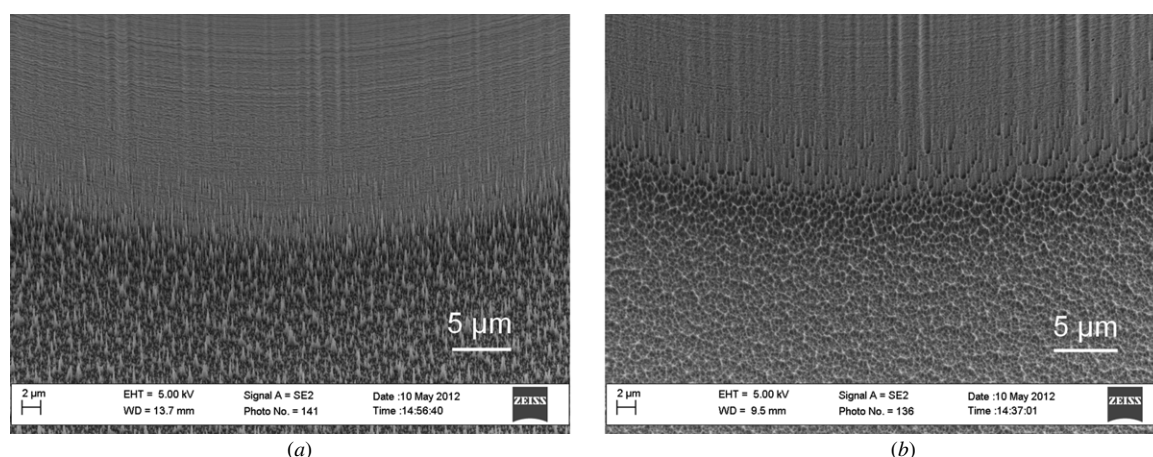 5 μm
2 μm EHT = 5.00 kV Signal A = SE2 Date :10 May 2012 ZEISS
WD = 13.7 mm Photo No. = 141 Time :14:56:40
(a)
5 μm
2 μm EHT = 5.00 kV Signal A = SE2 Date :10 May 2012 ZEISS
WD = 9.5 mm Photo No. = 136 Time :14:37:01
(b)